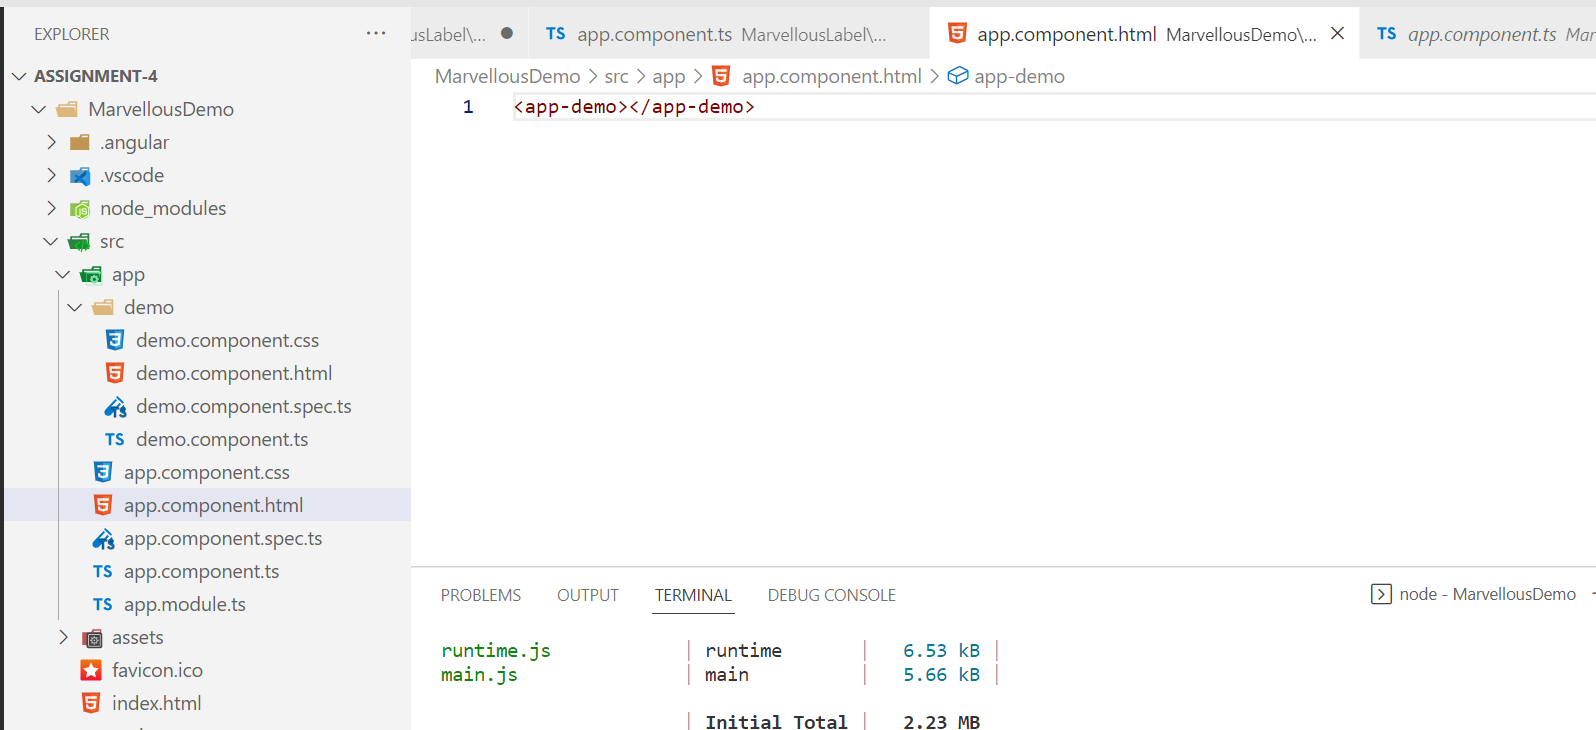 EXPLORER ...
ASSIGNMENT-4
MarvellousDemo
.angular
.vscode
node_modules
src
app
demo
demo.component.css
demo.component.html
demo.component.spec.ts
TS demo.component.ts
app.component.css
app.component.html
app.component.spec.ts
TS app.component.ts
TS app.module.ts
assets
favicon.ico
index.html
usLabel\... TS app.component.ts MarvellousLabel\... app.component.html MarvellousDemo\... TS app.component.ts Mar
MarvellousDemo > src > app > app.component.html > app-demo
1 <app-demo></app-demo>
PROBLEMS OUTPUT TERMINAL DEBUG CONSOLE node - MarvellousDemo
runtime.js | runtime | 6.53 kB |
main.js | main | 5.66 kB |
| Initial Total | 2.23 MB